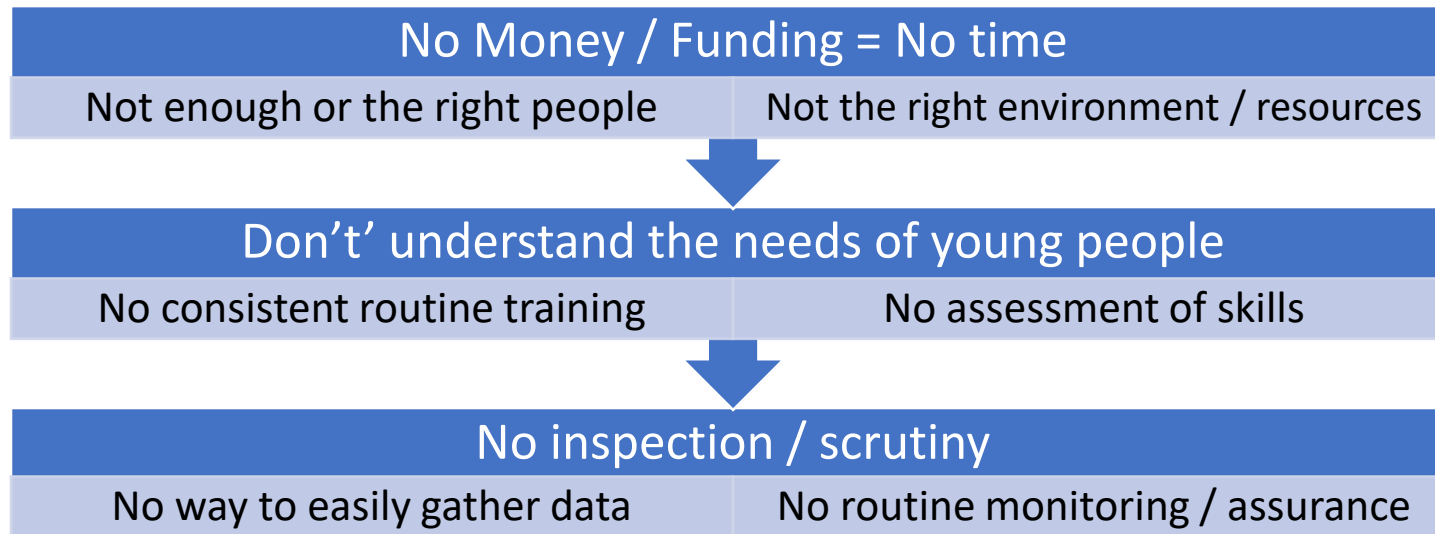 No Money / Funding = No time
Not enough or the right people
Not the right environment / resources
Don’t’ understand the needs of young people
No consistent routine training
No assessment of skills
No inspection / scrutiny
No way to easily gather data
No routine monitoring / assurance